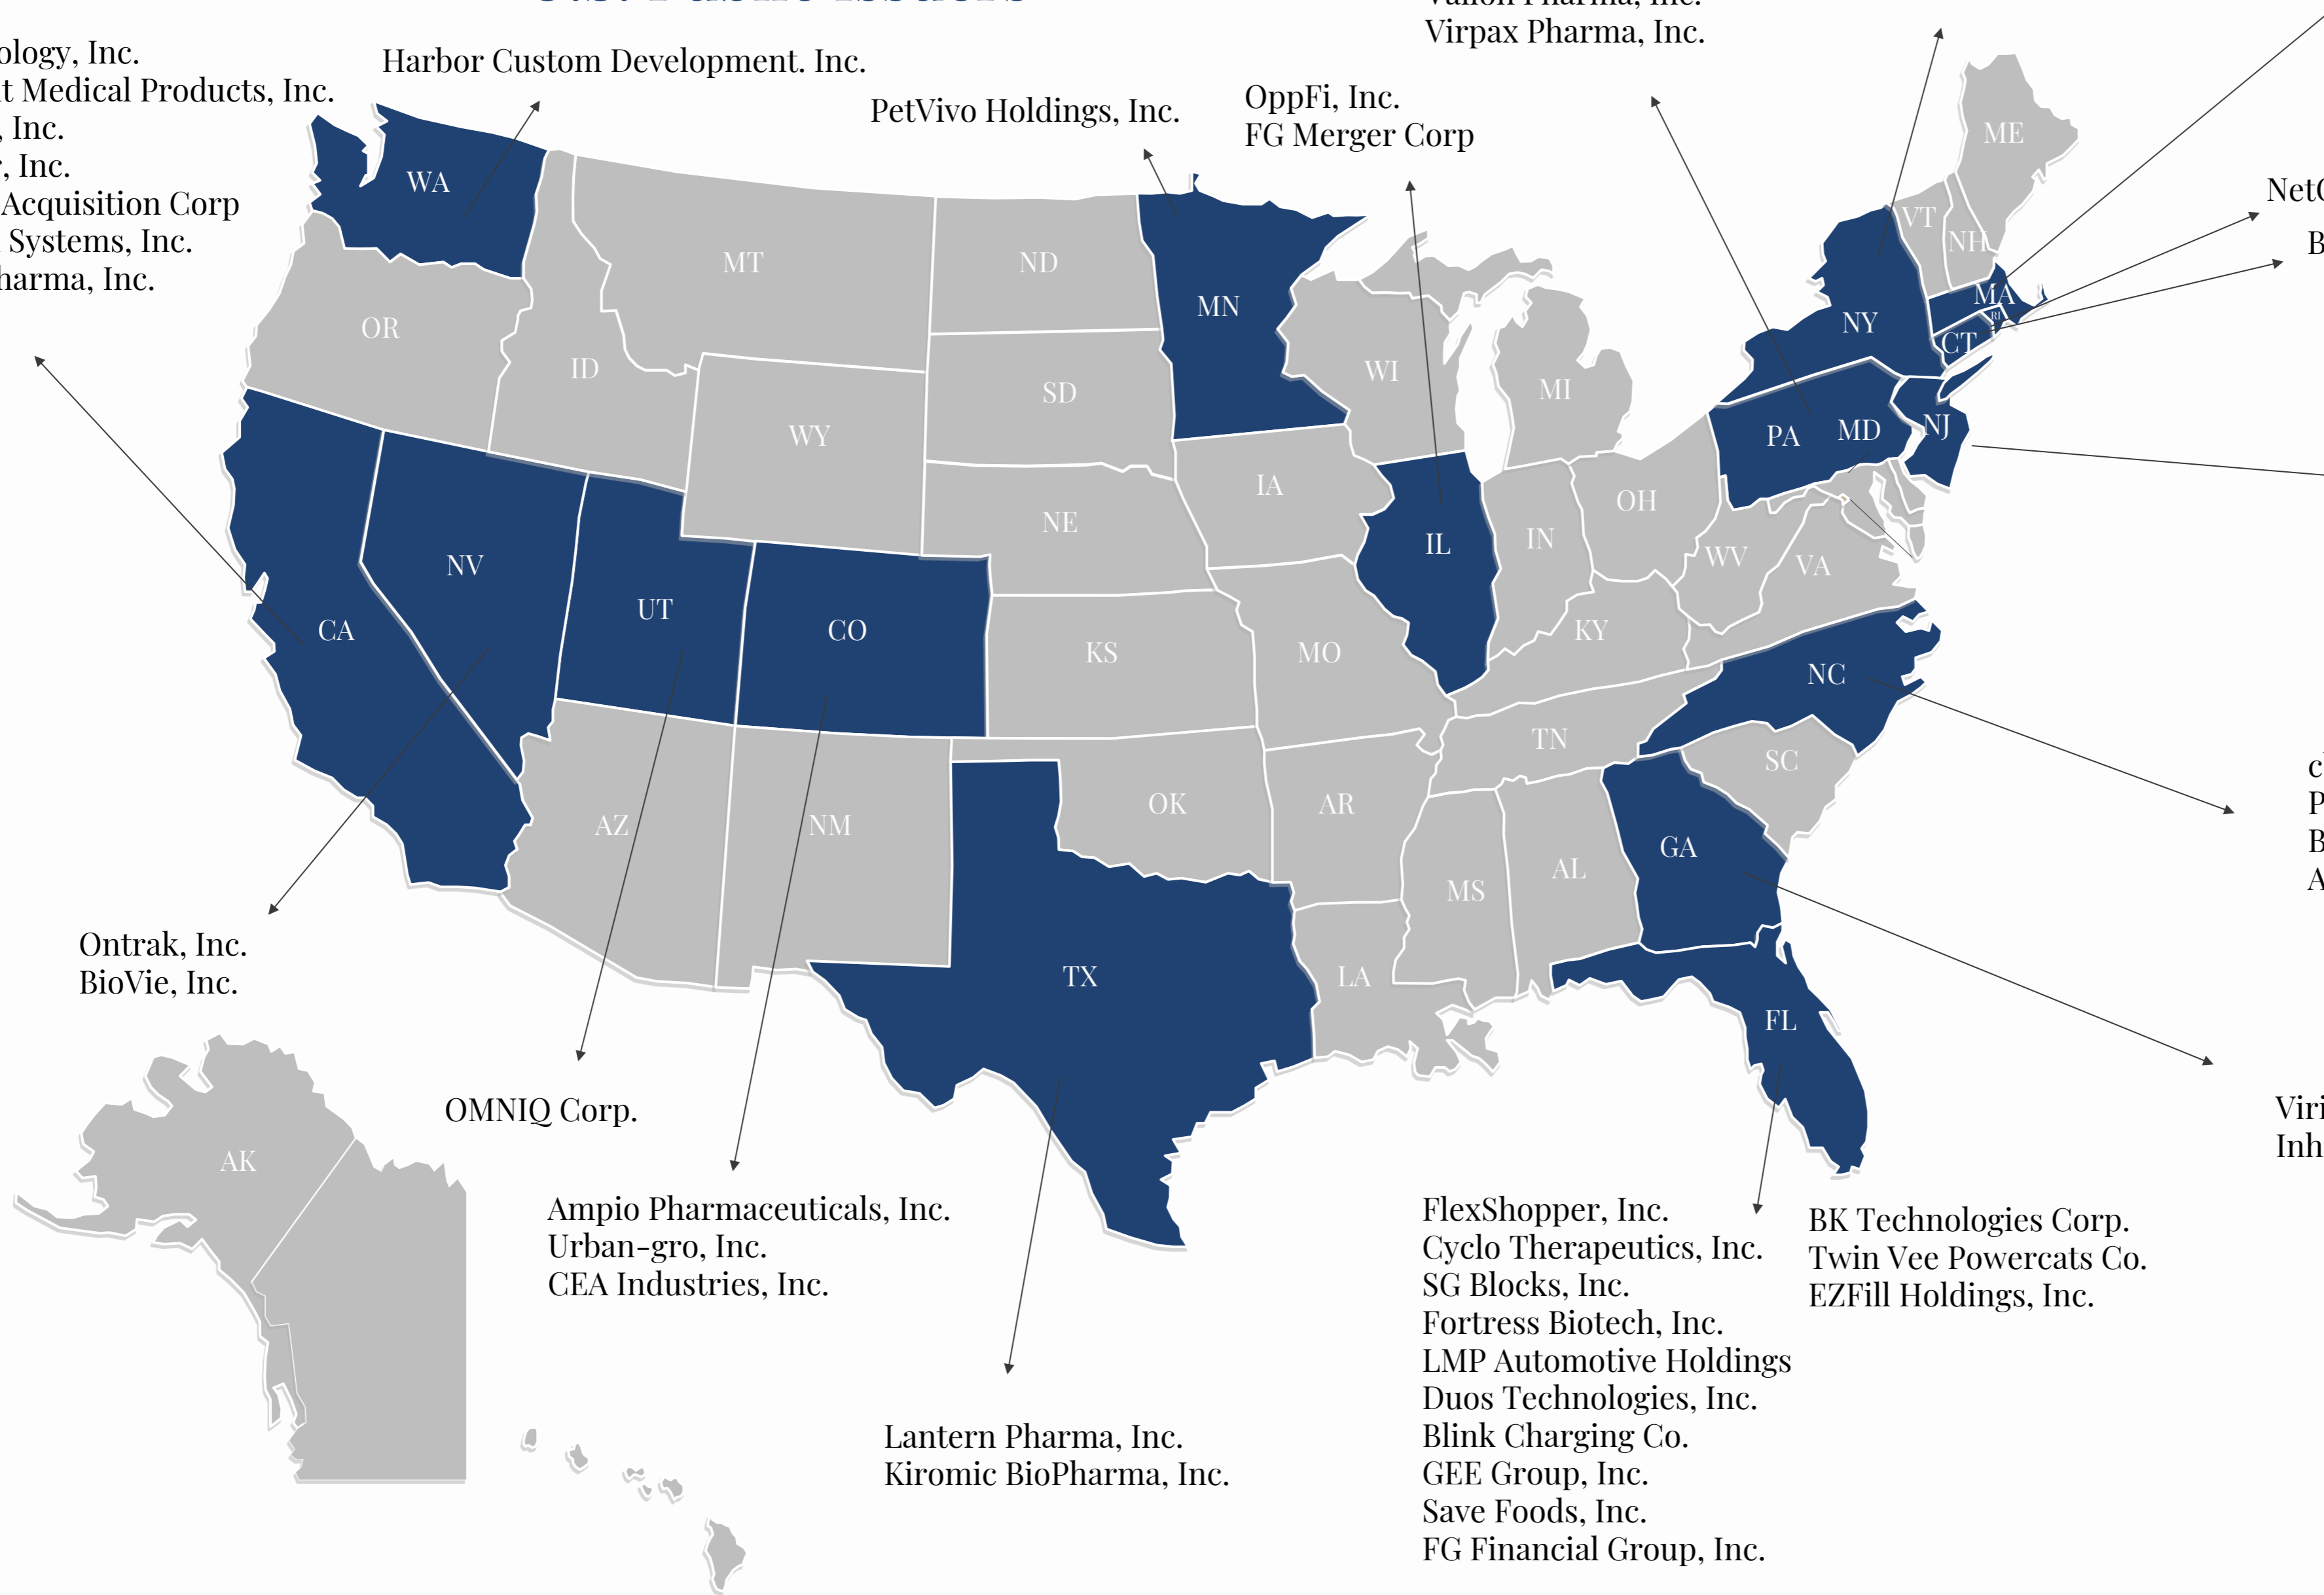 U.S. Public Issuers
Virpax Pharma, Inc.
ology, Inc.
t Medical Products, Inc.
, Inc.
, Inc.
Acquisition Corp
Systems, Inc.
harma, Inc.
Harbor Custom Development. Inc.
PetVivo Holdings, Inc.
OppFi, Inc.
FG Merger Corp
WA
MT
ND
MN
OR
ID
SD
WI
MI
WY
IA
NE
IL
IN
OH
NV
UT
CO
CA
KS
MO
KY
WV
VA
ME
VT
NH
MA
RI
CT
NY
PA
MD
NJ
NC
TN
SC
OK
AR
AZ
NM
MS
AL
GA
TX
LA
FL
AK
Ontrak, Inc.
BioVie, Inc.
OMNIQ Corp.
Ampio Pharmaceuticals, Inc.
Urban-gro, Inc.
CEA Industries, Inc.
Lantern Pharma, Inc.
Kiromic BioPharma, Inc.
FlexShopper, Inc.
Cyclo Therapeutics, Inc.
SG Blocks, Inc.
Fortress Biotech, Inc.
LMP Automotive Holdings
Duos Technologies, Inc.
Blink Charging Co.
GEE Group, Inc.
Save Foods, Inc.
FG Financial Group, Inc.
BK Technologies Corp.
Twin Vee Powercats Co.
EZFill Holdings, Inc.
B
c
P
B
A
Viri
Inh